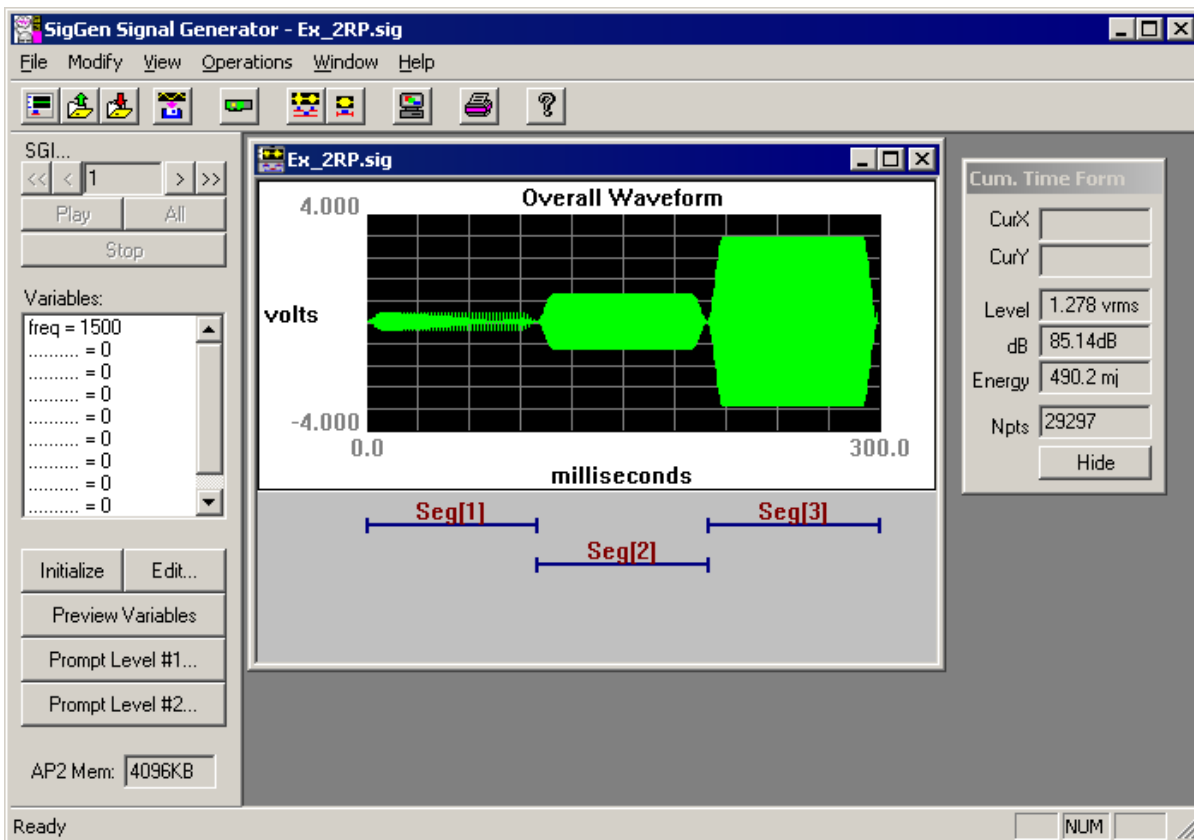 SigGen Signal Generator - Ex_2RP.sig
File Modify View Operations Window Help
SGI...
<< < 1 > >>
Play All
Stop
Variables:
freq = 1500
.......... = 0
.......... = 0
.......... = 0
.......... = 0
.......... = 0
.......... = 0
.......... = 0
.......... = 0
Initialize Edit...
Preview Variables
Prompt Level #1...
Prompt Level #2...
AP2 Mem: 4096KB
Ex_2RP.sig
Overall Waveform
4.000
volts
-4.000
0.0 300.0
milliseconds
Seg[1] Seg[3]
Seg[2]
Cum. Time Form
CurX
CurY
Level 1.278 vrms
dB 85.14dB
Energy 490.2 mj
Npts 29297
Hide
Ready NUM